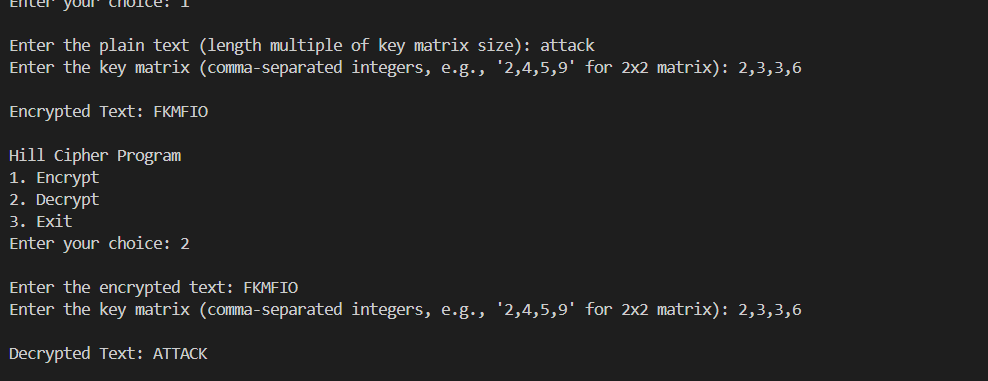 Enter your choice: 1
Enter the plain text (length multiple of key matrix size): attack
Enter the key matrix (comma-separated integers, e.g., '2,4,5,9' for 2x2 matrix): 2,3,3,6
Encrypted Text: FKMFIO
Hill Cipher Program
1. Encrypt
2. Decrypt
3. Exit
Enter your choice: 2
Enter the encrypted text: FKMFIO
Enter the key matrix (comma-separated integers, e.g., '2,4,5,9' for 2x2 matrix): 2,3,3,6
Decrypted Text: ATTACK